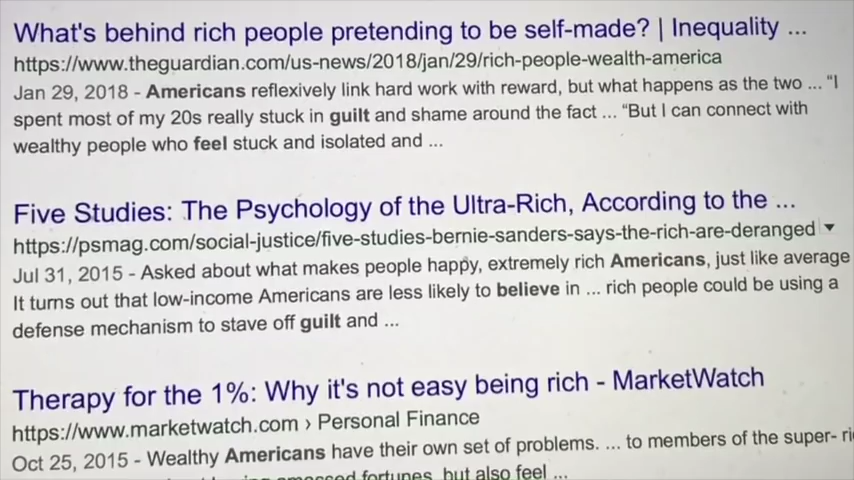 What's behind rich people pretending to be self-made? | Inequality ...
https://www.theguardian.com/us-news/2018/jan/29/rich-people-wealth-america
Jan 29, 2018 - Americans reflexively link hard work with reward, but what happens as the two ... “I
spent most of my 20s really stuck in guilt and shame around the fact ... “But I can connect with
wealthy people who feel stuck and isolated and ...
Five Studies: The Psychology of the Ultra-Rich, According to the ...
https://psmag.com/social-justice/five-studies-bernie-sanders-says-the-rich-are-deranged
Jul 31, 2015 - Asked about what makes people happy, extremely rich Americans, just like average
It turns out that low-income Americans are less likely to believe in ... rich people could be using a
defense mechanism to stave off guilt and ...
Therapy for the 1%: Why it's not easy being rich - MarketWatch
https://www.marketwatch.com › Personal Finance
Oct 25, 2015 - Wealthy Americans have their own set of problems. ... to members of the super-
amassed fortunes, but also feel ...